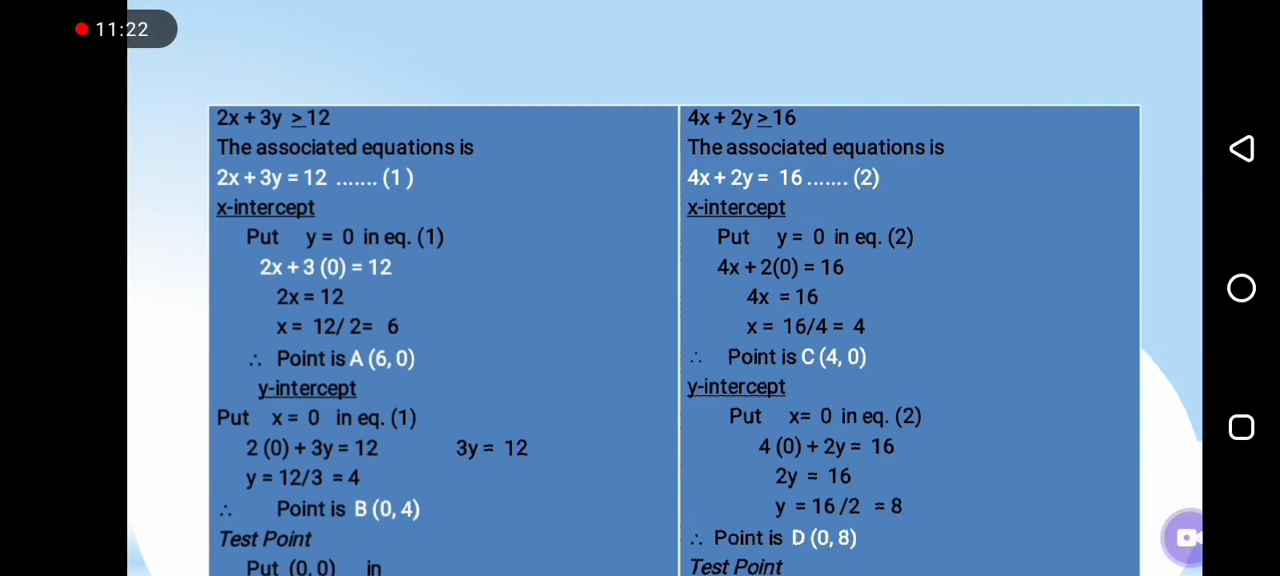 11:22
2x + 3y ≥ 12
The associated equations is
2x + 3y = 12 ....... (1 )
x-intercept
Put y = 0 in eq. (1)
2x + 3 (0) = 12
2x = 12
x = 12/ 2= 6
∴ Point is A (6, 0)
y-intercept
Put x = 0 in eq. (1)
2 (0) + 3y = 12 3y = 12
y = 12/3 = 4
∴ Point is B (0, 4)
Test Point
Put (0, 0) in
4x + 2y ≥ 16
The associated equations is
4x + 2y = 16 ....... (2)
x-intercept
Put y = 0 in eq. (2)
4x + 2(0) = 16
4x = 16
x = 16/4 = 4
∴ Point is C (4, 0)
y-intercept
Put x= 0 in eq. (2)
4 (0) + 2y = 16
2y = 16
y = 16 /2 = 8
∴ Point is D (0, 8)
Test Point